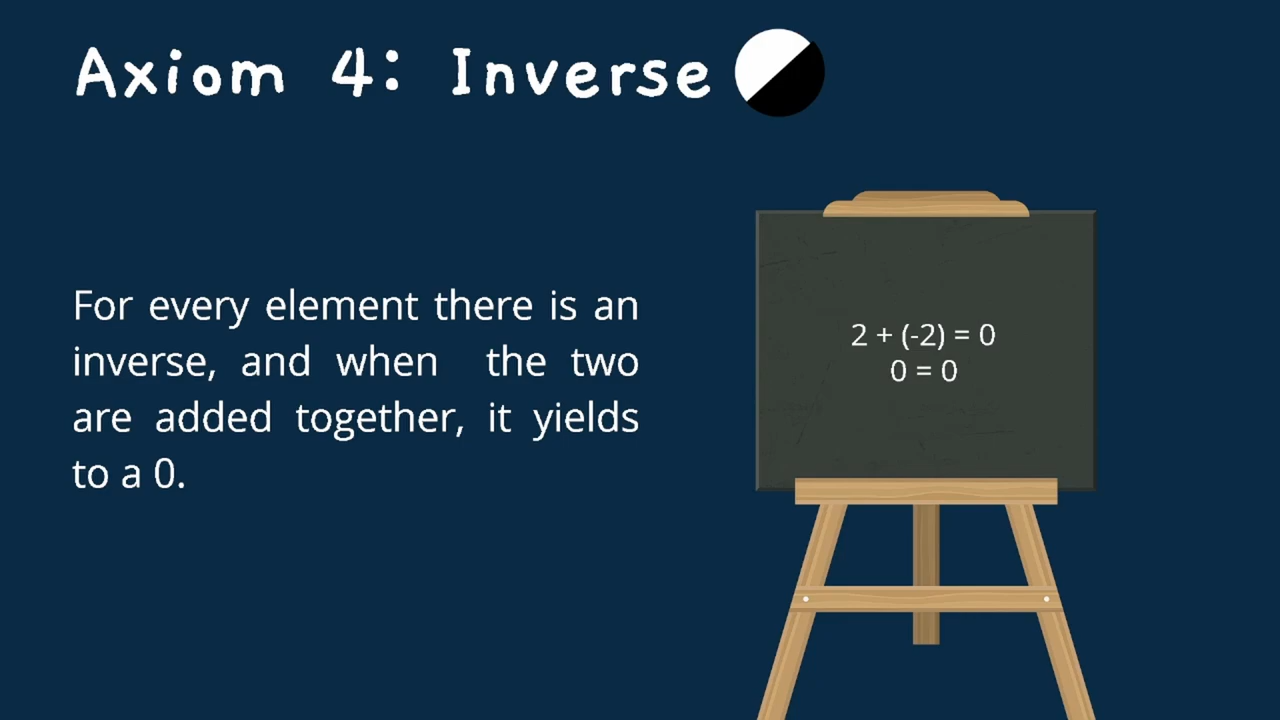 Axiom 4: Inverse
For every element there is an
inverse, and when the two
are added together, it yields
to a 0.
2 + (-2) = 0
0 = 0